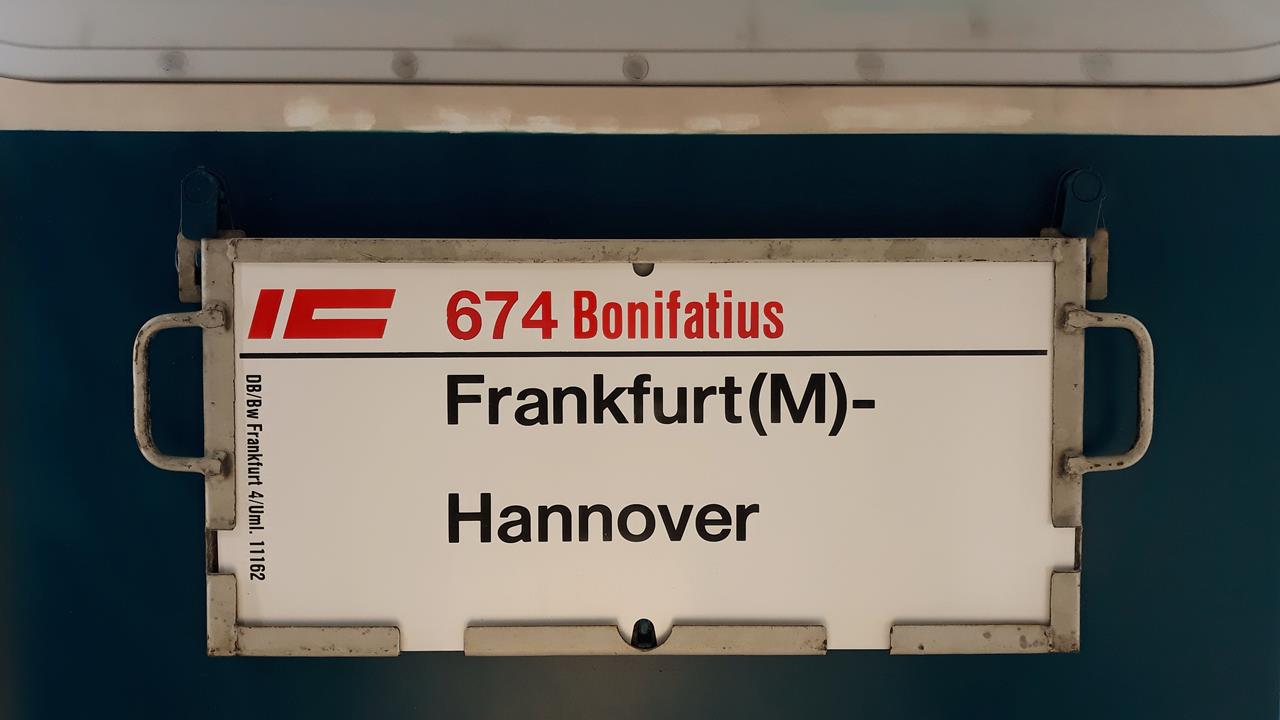 IC 674 Bonifatius
Frankfurt(M)-
Hannover
DB/Bw Frankfurt 4/Uml. 11162